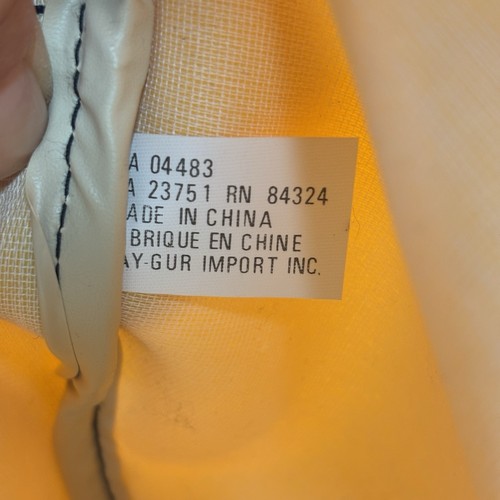 A 04483
A 23751 RN 84324
ADE IN CHINA
BRIQUE EN CHINE
AY-GUR IMPORT INC.